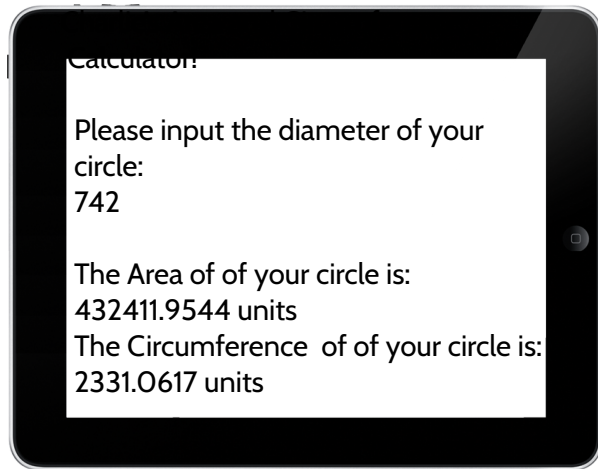 Calculator!
Please input the diameter of your
circle:
742
The Area of of your circle is:
432411.9544 units
The Circumference  of of your circle is:
2331.0617 units